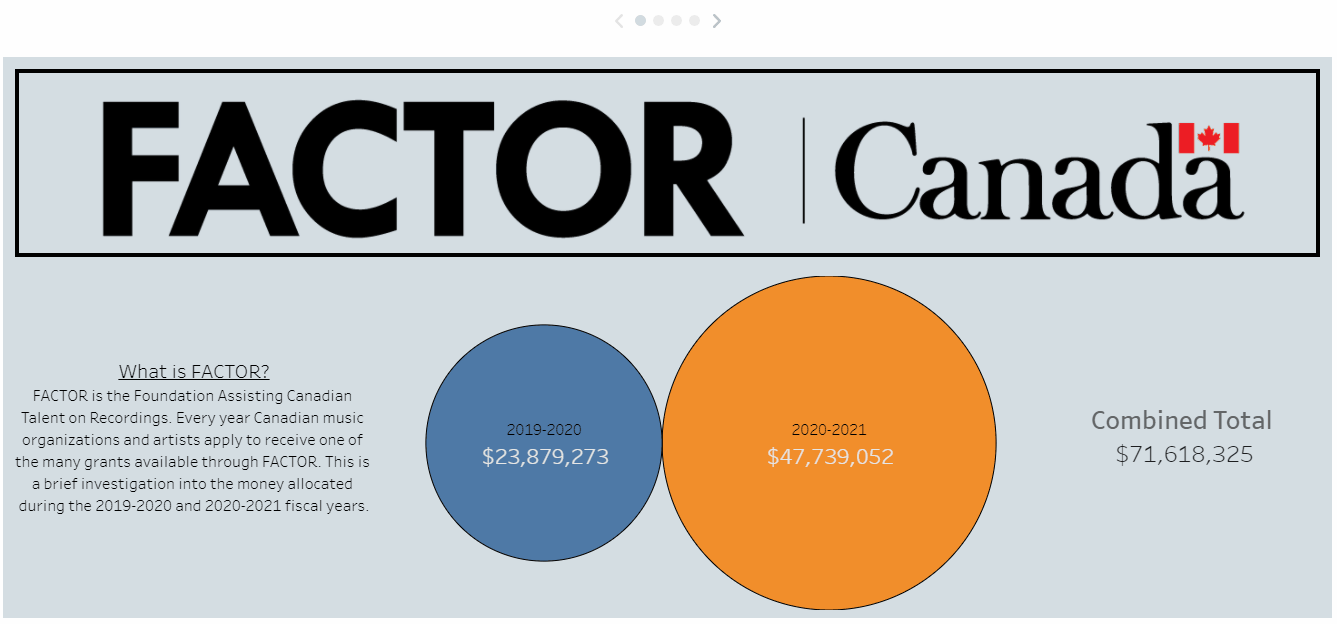 FACTOR | Canada
What is FACTOR?
FACTOR is the Foundation Assisting Canadian
Talent on Recordings. Every year Canadian music
organizations and artists apply to receive one of
the many grants available through FACTOR. This is
a brief investigation into the money allocated
during the 2019-2020 and 2020-2021 fiscal years.
2019-2020
$23,879,273
2020-2021
$47,739,052
Combined Total
$71,618,325